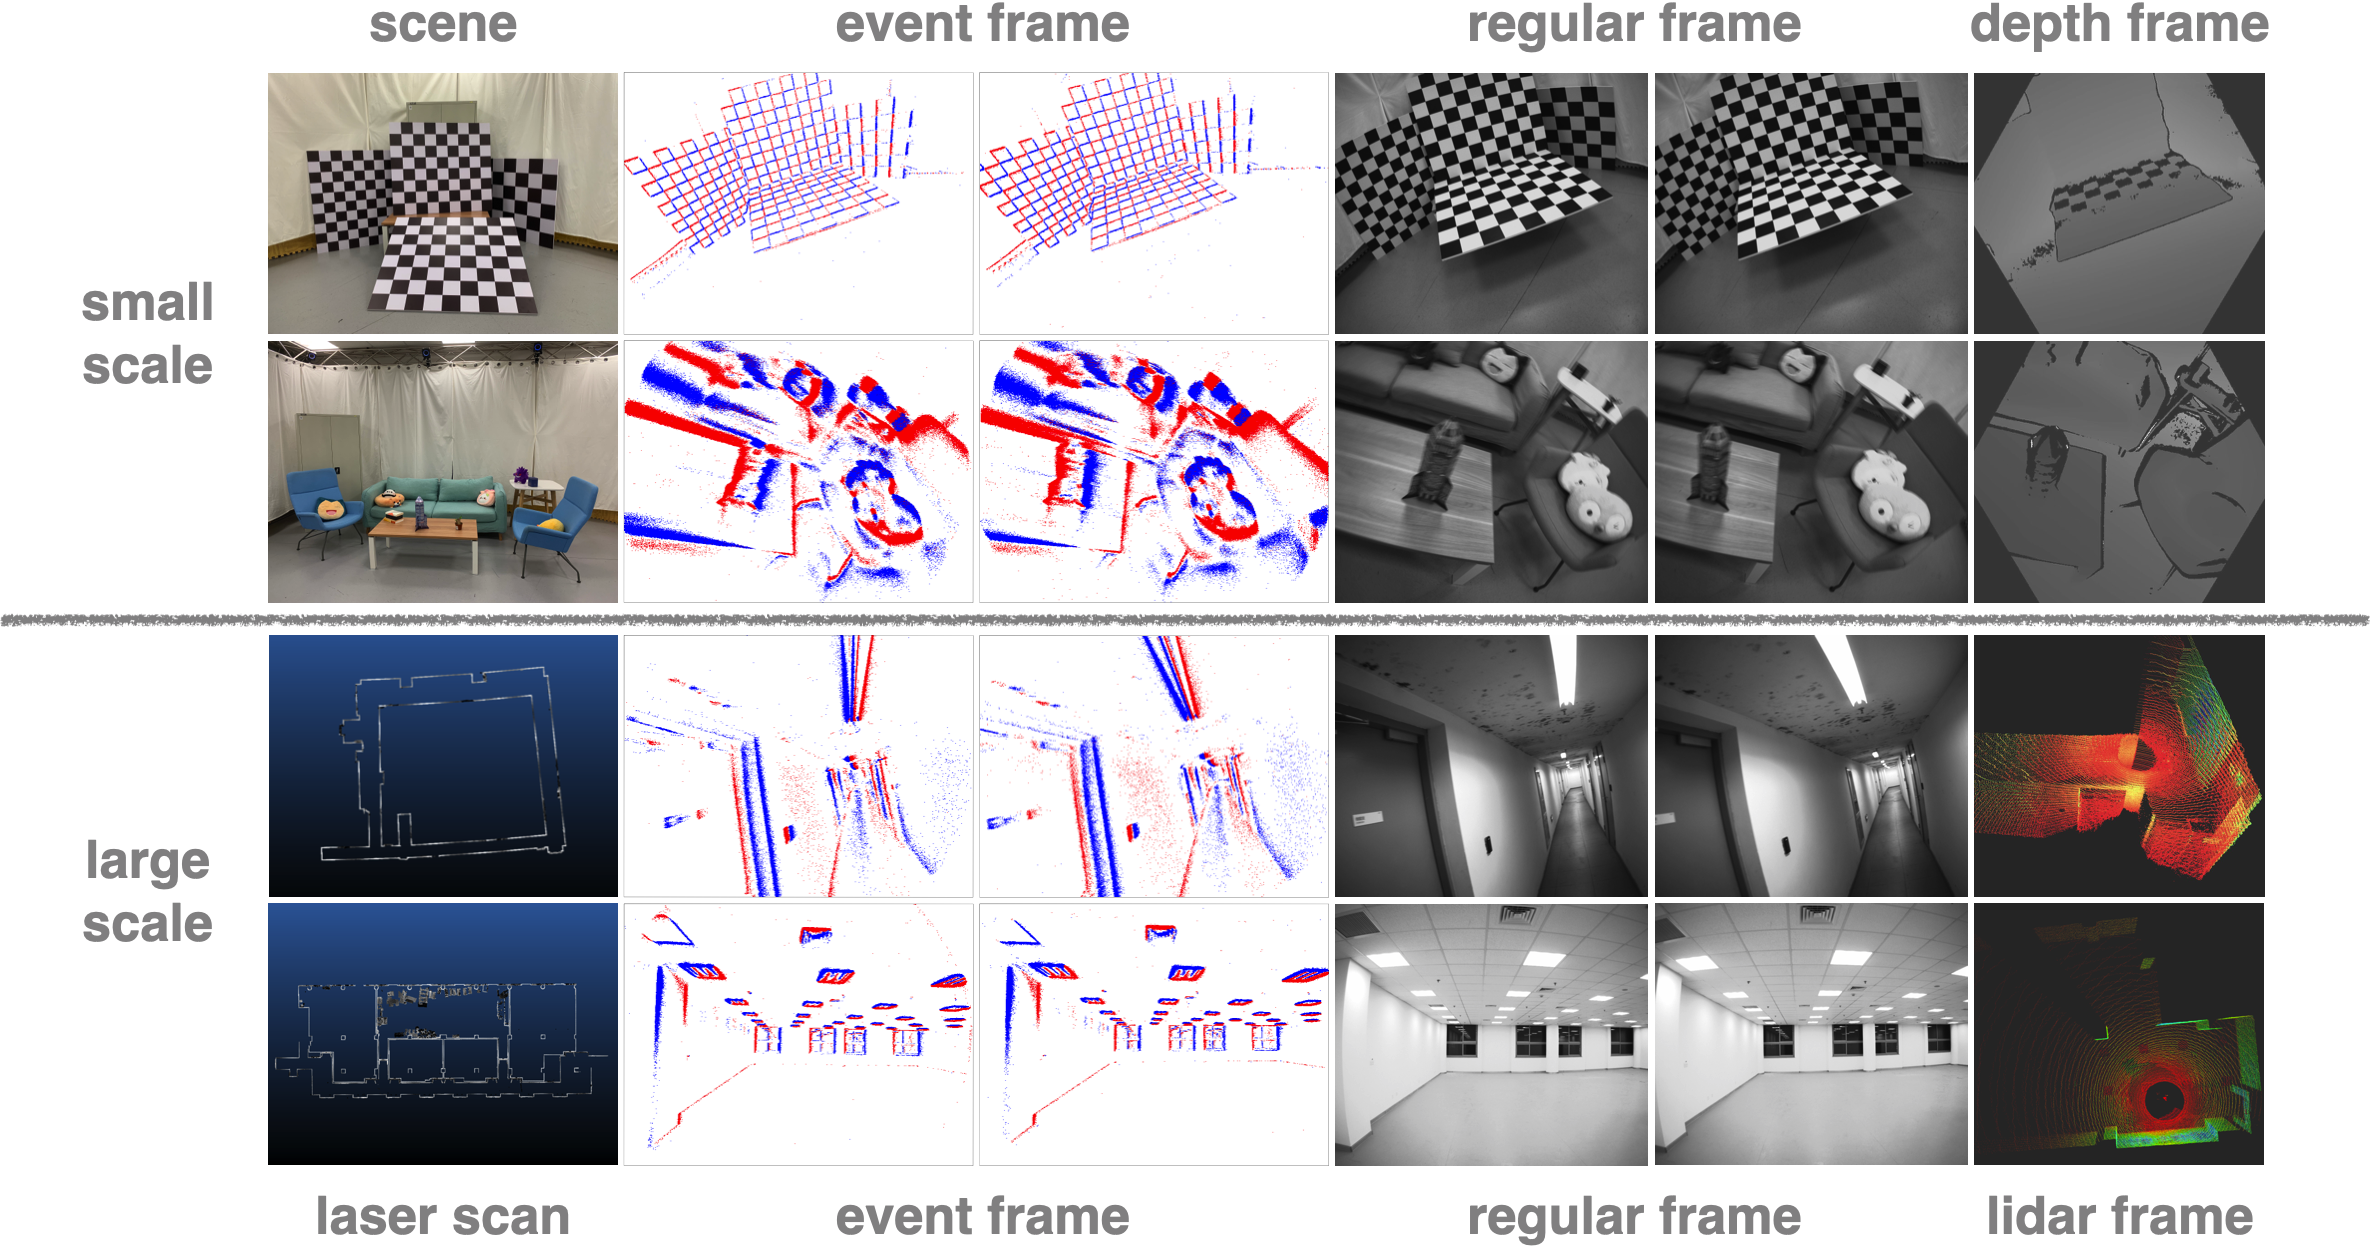 scene
event frame
regular frame
depth frame
small
scale
large
scale
laser scan
event frame
regular frame
lidar frame